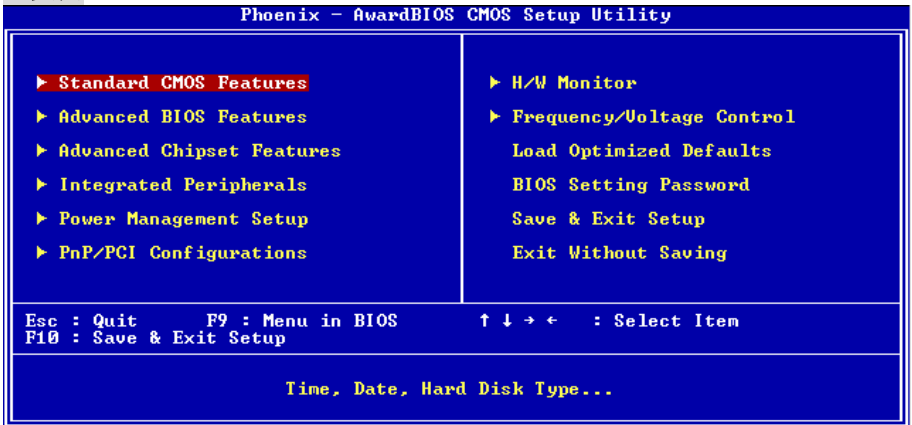 Phoenix - AwardBIOS CMOS Setup Utility
► Standard CMOS Features
► Advanced BIOS Features
► Advanced Chipset Features
► Integrated Peripherals
► Power Management Setup
► PnP/PCI Configurations
► H/W Monitor
► Frequency/Voltage Control
Load Optimized Defaults
BIOS Setting Password
Save & Exit Setup
Exit Without Saving
Esc : Quit F9 : Menu in BIOS ↑ ↓ → ← : Select Item
F10 : Save & Exit Setup
Time, Date, Hard Disk Type...